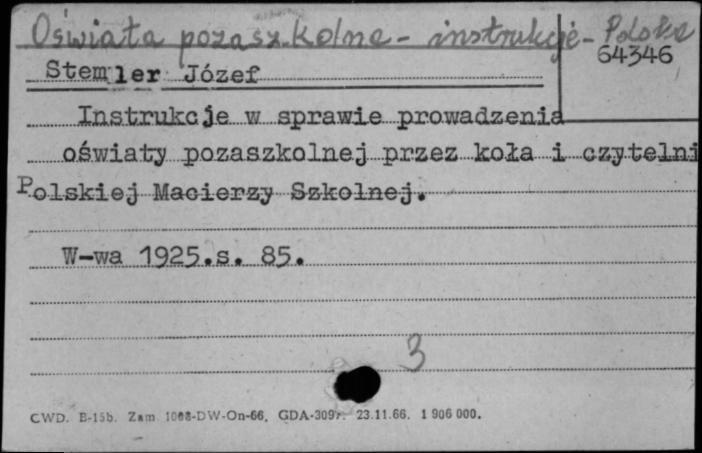 Oświata pozaszkolna - instrukcje - Polska
64346
Stemler Józef
Instrukcje w sprawie prowadzenia
oświaty pozaszkolnej przez koła i czytelni
Polskiej Macierzy Szkolnej.
W-wa 1925.s. 85.
3
CWD. B-15b. Zam. 1068-DW-On-66, GDA-309/. 23.11.66. 1 906 000.